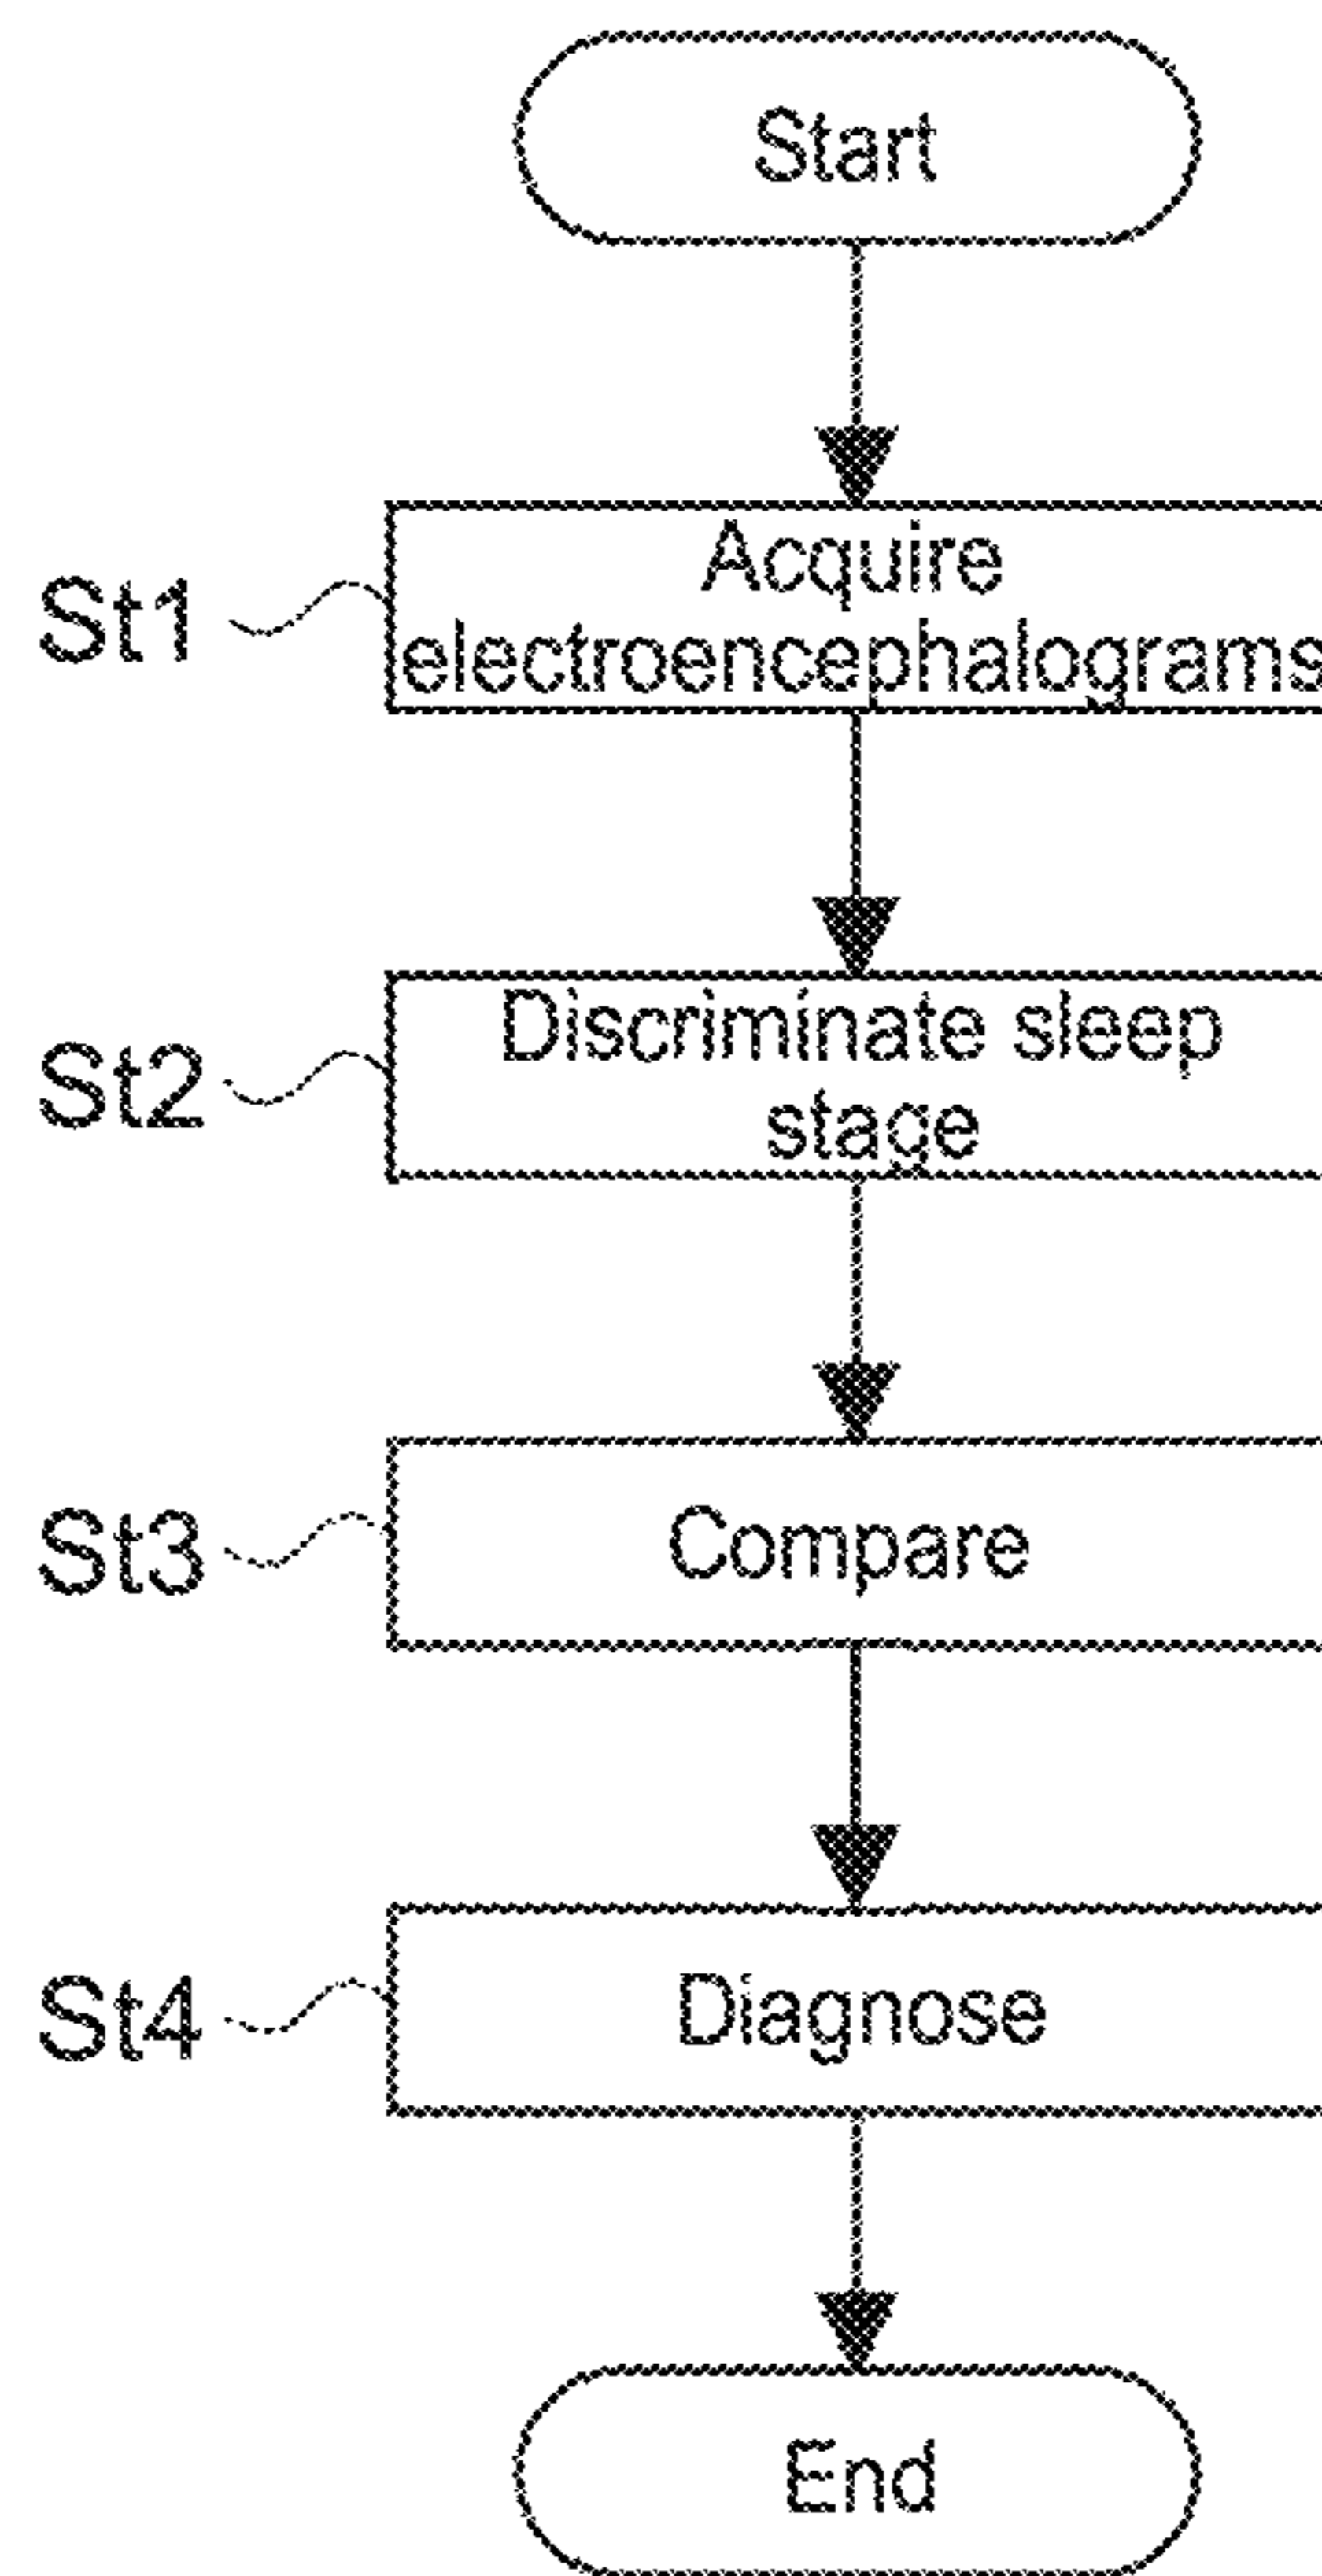 Start
St1
Acquire
electroencephalograms
St2
Discriminate sleep
stage
St3
Compare
St4
Diagnose
End